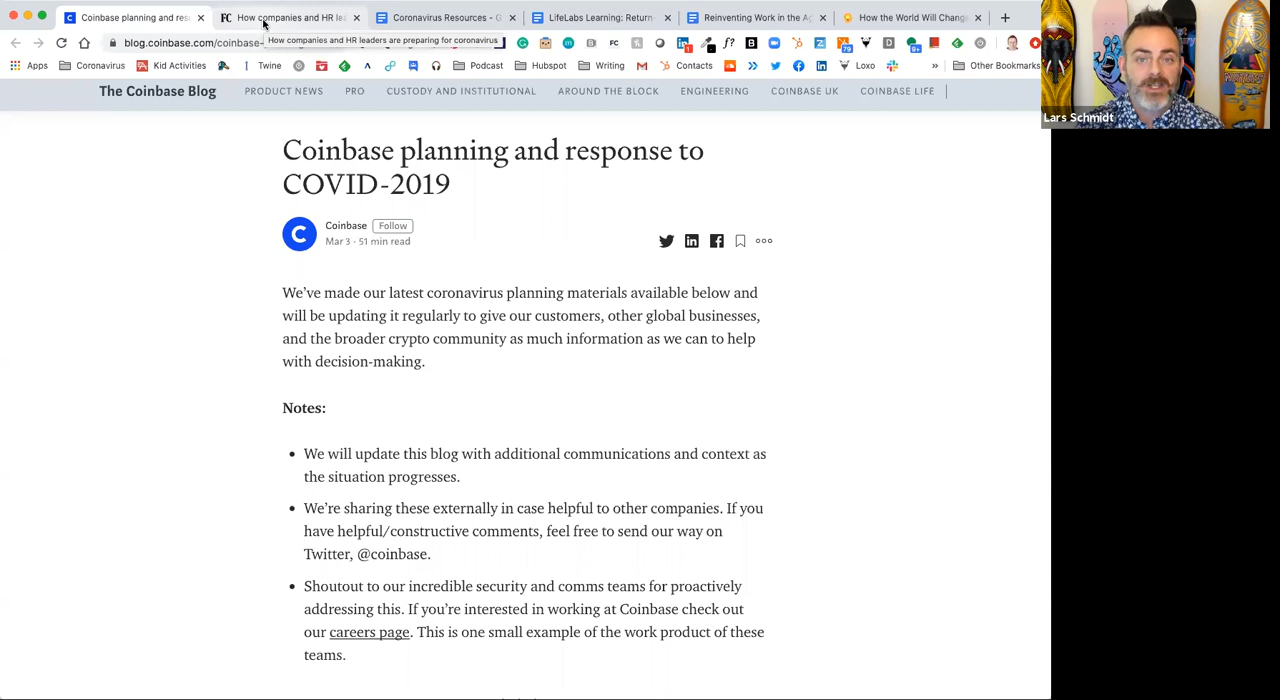 Coinbase planning and res
FC How companies and HR lea
Coronavirus Resources - G
LifeLabs Learning: Return
Reinventing Work in the A
How the World Will Chang
blog.coinbase.com/coinbase-
How companies and HR leaders are preparing for coronavirus
Apps
Coronavirus
Kid Activities
Twine
Podcast
Hubspot
Writing
Contacts
Loxo
»
Other Bookmarks
Lars Schmidt
The Coinbase Blog
PRODUCT NEWS
PRO
CUSTODY AND INSTITUTIONAL
AROUND THE BLOCK
ENGINEERING
COINBASE UK
COINBASE LIFE
Coinbase planning and response to
COVID-2019
Coinbase Follow
Mar 3 · 51 min read
We’ve made our latest coronavirus planning materials available below and
will be updating it regularly to give our customers, other global businesses,
and the broader crypto community as much information as we can to help
with decision-making.
Notes:
• We will update this blog with additional communications and context as
the situation progresses.
• We’re sharing these externally in case helpful to other companies. If you
have helpful/constructive comments, feel free to send our way on
Twitter, @coinbase.
• Shoutout to our incredible security and comms teams for proactively
addressing this. If you’re interested in working at Coinbase check out
our careers page. This is one small example of the work product of these
teams.